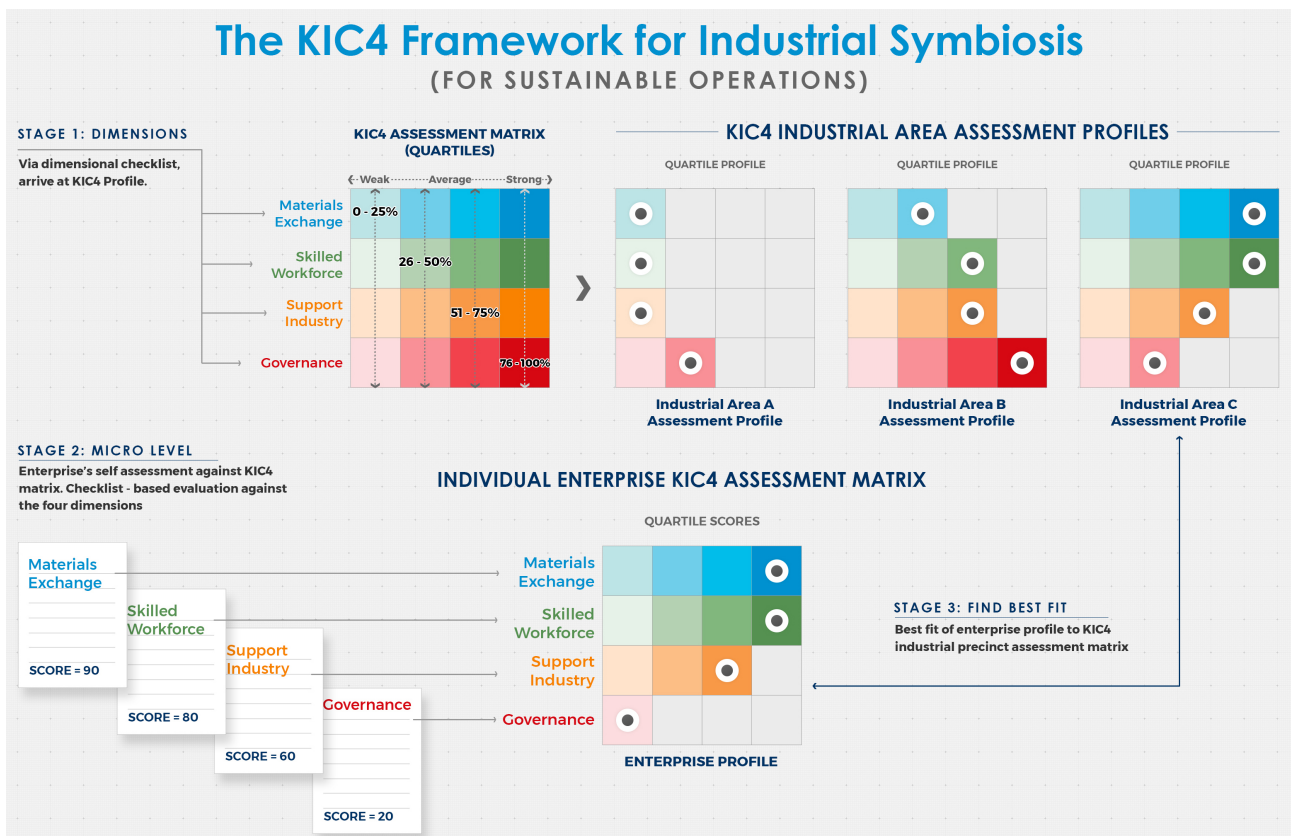 The KIC4 Framework for Industrial Symbiosis
(FOR SUSTAINABLE OPERATIONS)
STAGE 1: DIMENSIONS
Via dimensional checklist,
arrive at KIC4 Profile.
KIC4 ASSESSMENT MATRIX
(QUARTILES)
Weak
Average
Strong
Materials
Exchange
Skilled
Workforce
Support
Industry
Governance
0 - 25%
26 - 50%
51 - 75%
76 - 100%
KIC4 INDUSTRIAL AREA ASSESSMENT PROFILES
QUARTILE PROFILE
QUARTILE PROFILE
QUARTILE PROFILE
Industrial Area A
Assessment Profile
Industrial Area B
Assessment Profile
Industrial Area C
Assessment Profile
STAGE 2: MICRO LEVEL
Enterprise's self assessment against KIC4
matrix. Checklist - based evaluation against
the four dimensions
Materials
Exchange
SCORE = 90
Skilled
Workforce
SCORE = 80
Support
Industry
SCORE = 60
Governance
SCORE = 20
INDIVIDUAL ENTERPRISE KIC4 ASSESSMENT MATRIX
QUARTILE SCORES
Materials
Exchange
Skilled
Workforce
Support
Industry
Governance
ENTERPRISE PROFILE
STAGE 3: FIND BEST FIT
Best fit of enterprise profile to KIC4
industrial precinct assessment matrix